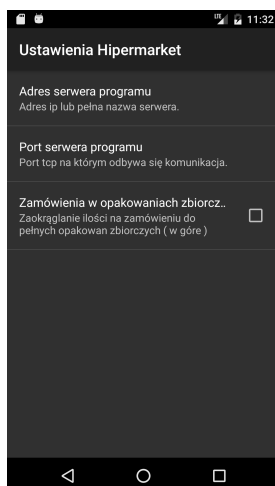 LTE 11:32
Ustawienia Hipermarket
Adres serwera programu
Adres ip lub pełna nazwa serwera.
Port serwera programu
Port tcp na którym odbywa się komunikacja.
Zamówienia w opakowaniach zbiorcz..
Zaokrąglanie ilości na zamówieniu do
pełnych opakowan zbiorczych ( w góre )